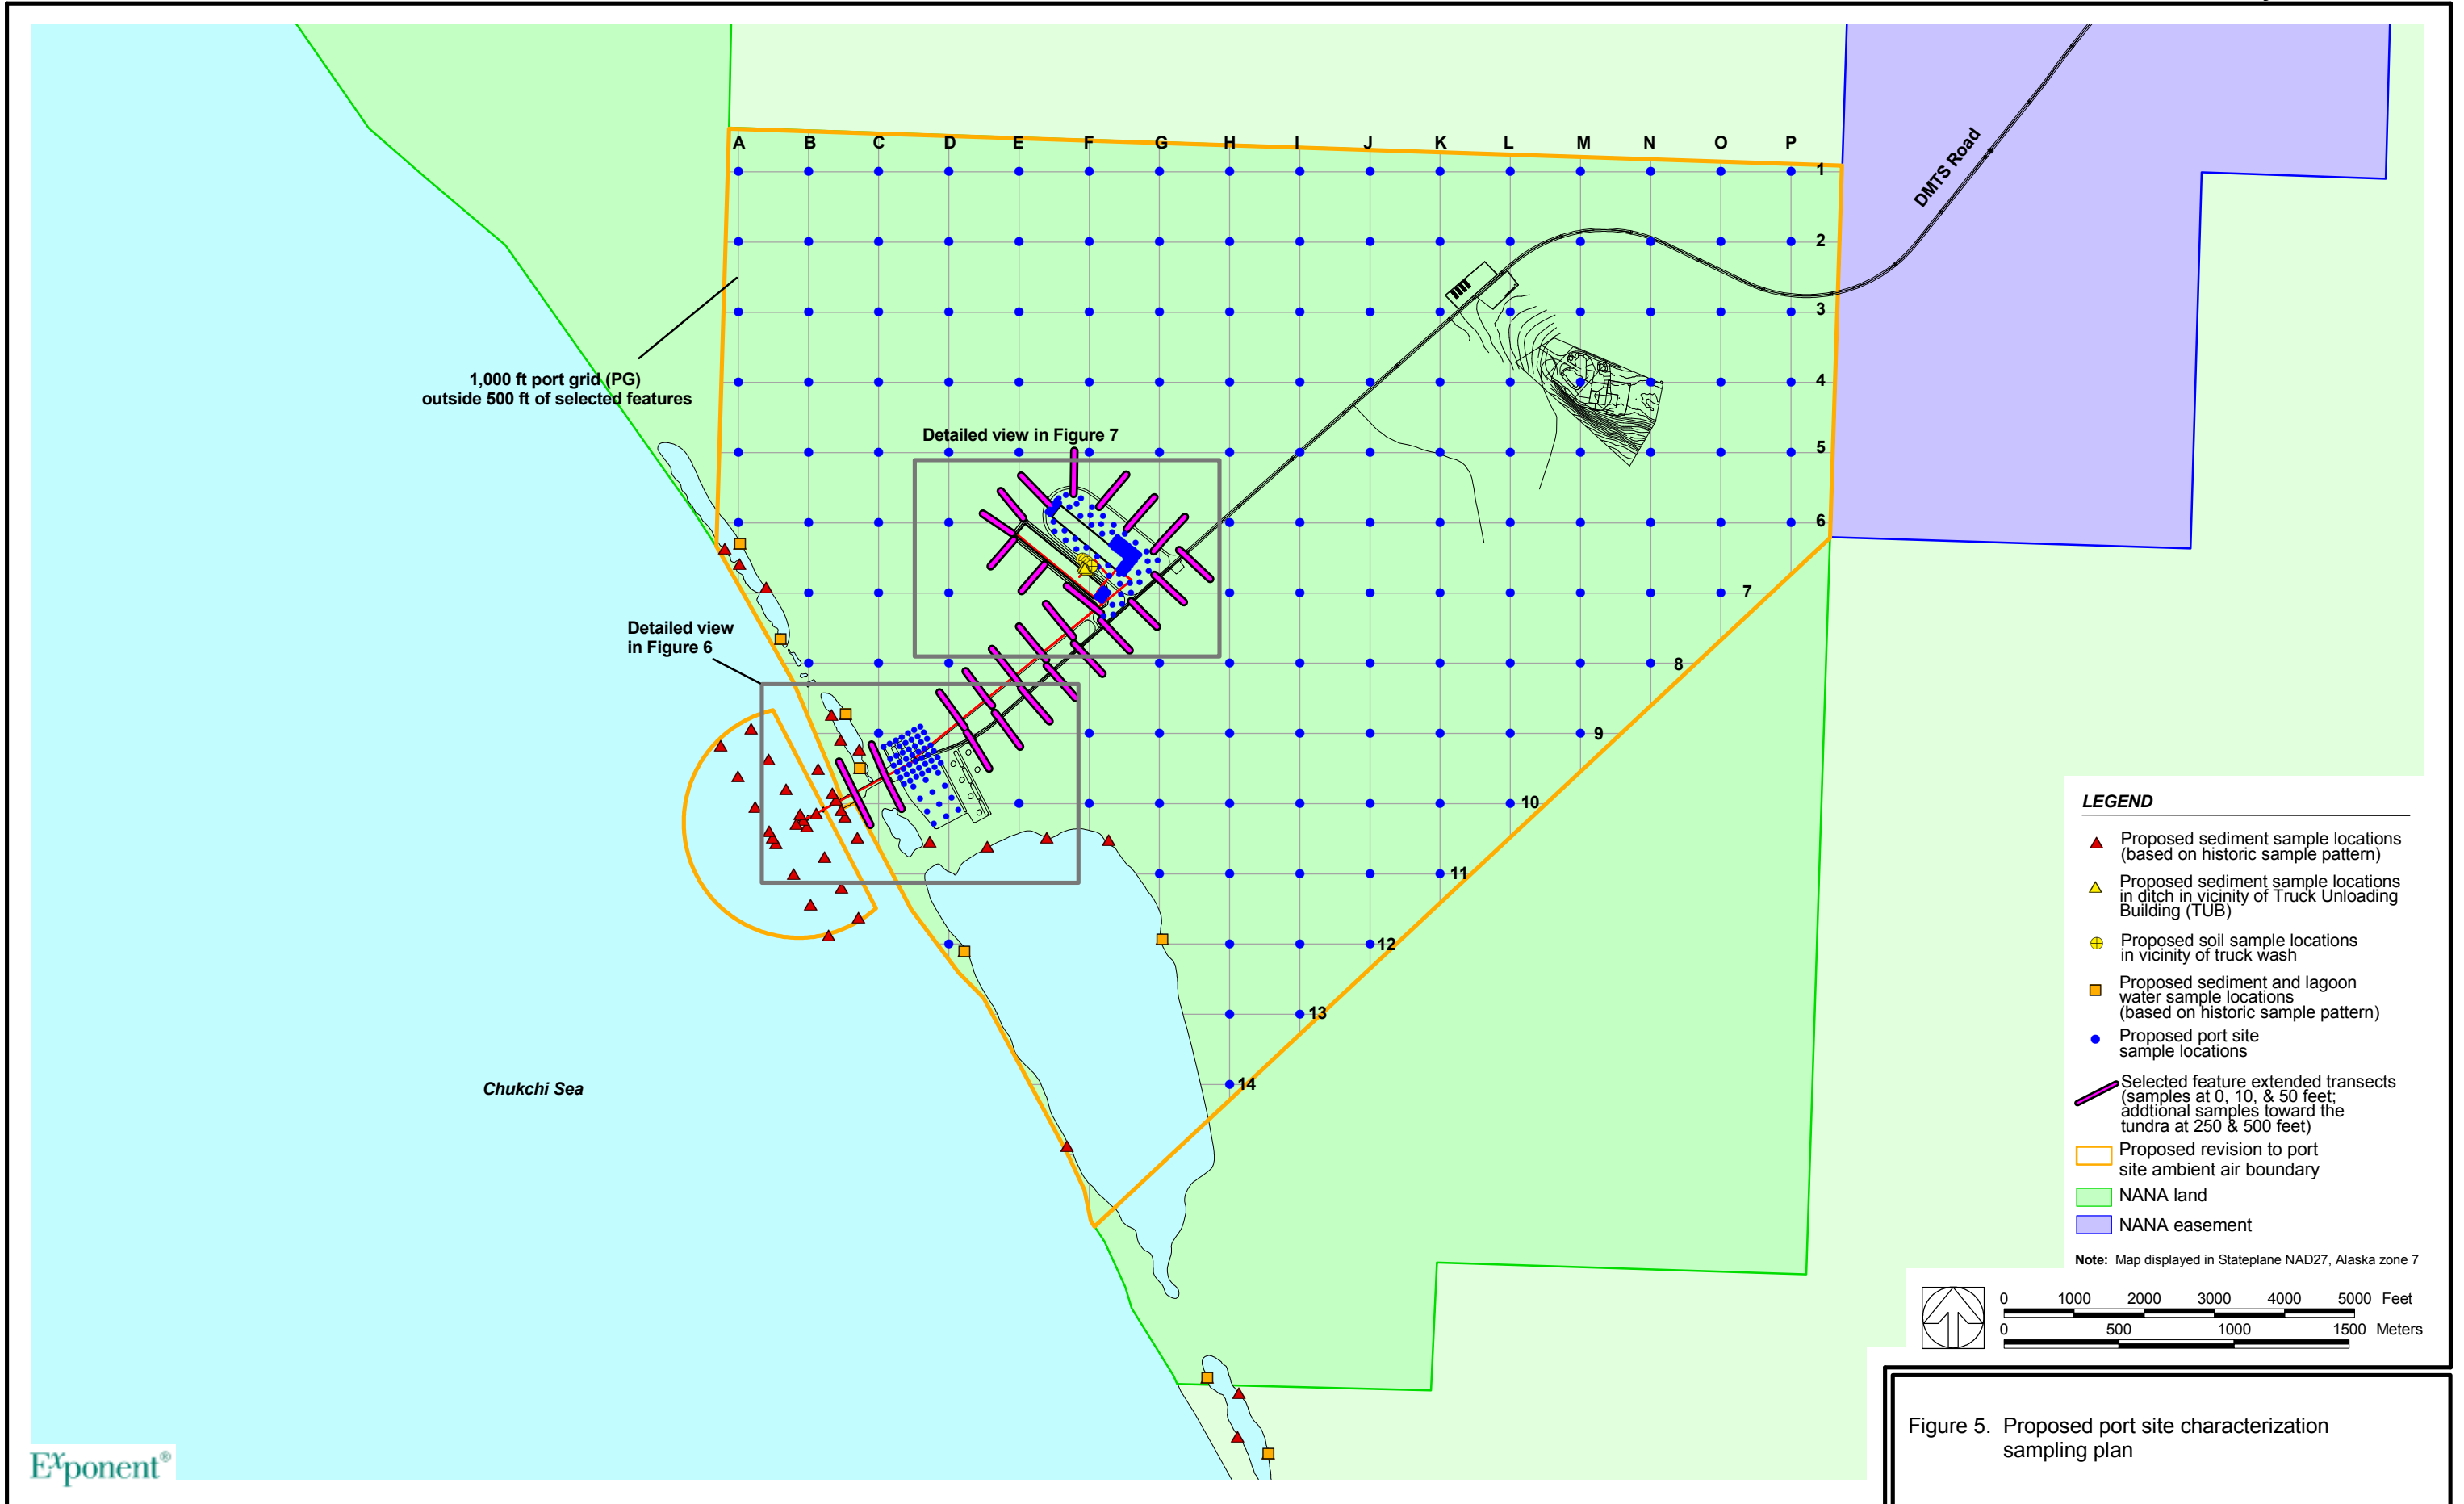 A B C D E F G H I J K L M N O P
1
2
3
4
5
6
7
8
9
10
11
12
13
14
DMTS Road
1,000 ft port grid (PG)
outside 500 ft of selected features
Detailed view in Figure 7
Detailed view
in Figure 6
Chukchi Sea
LEGEND
Proposed sediment sample locations
(based on historic sample pattern)
Proposed sediment sample locations
in ditch in vicinity of Truck Unloading
Building (TUB)
Proposed soil sample locations
in vicinity of truck wash
Proposed sediment and lagoon
water sample locations
(based on historic sample pattern)
Proposed port site
sample locations
Selected feature extended transects
(samples at 0, 10, & 50 feet;
addtional samples toward the
tundra at 250 & 500 feet)
Proposed revision to port
site ambient air boundary
NANA land
NANA easement
Note: Map displayed in Stateplane NAD27, Alaska zone 7
0 1000 2000 3000 4000 5000 Feet
0 500 1000 1500 Meters
Figure 5. Proposed port site characterization
sampling plan
Exponent®